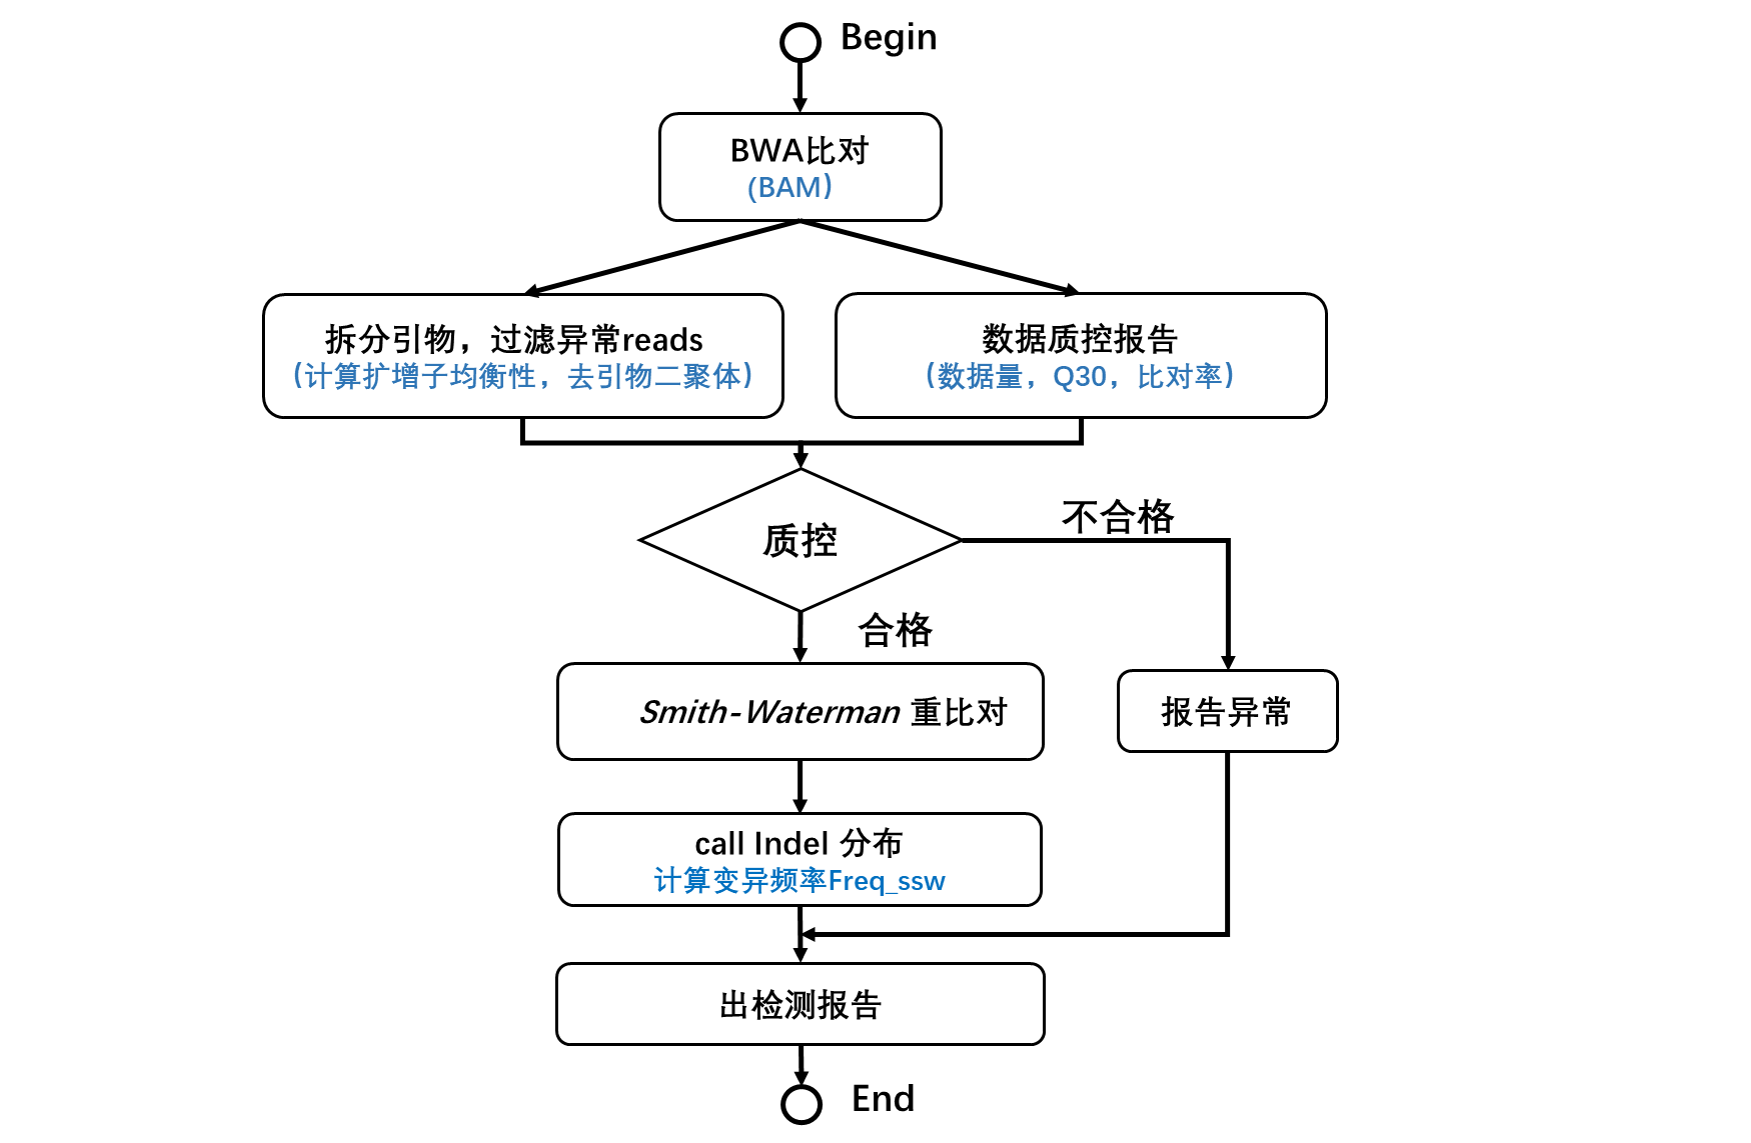 Begin
BWA比对
(BAM)
拆分引物，过滤异常reads
(计算扩增子均衡性，去引物二聚体)
数据质控报告
(数据量，Q30，比对率)
质控
不合格
合格
Smith-Waterman 重比对
报告异常
call Indel 分布
计算变异频率Freq_ssw
出检测报告
End